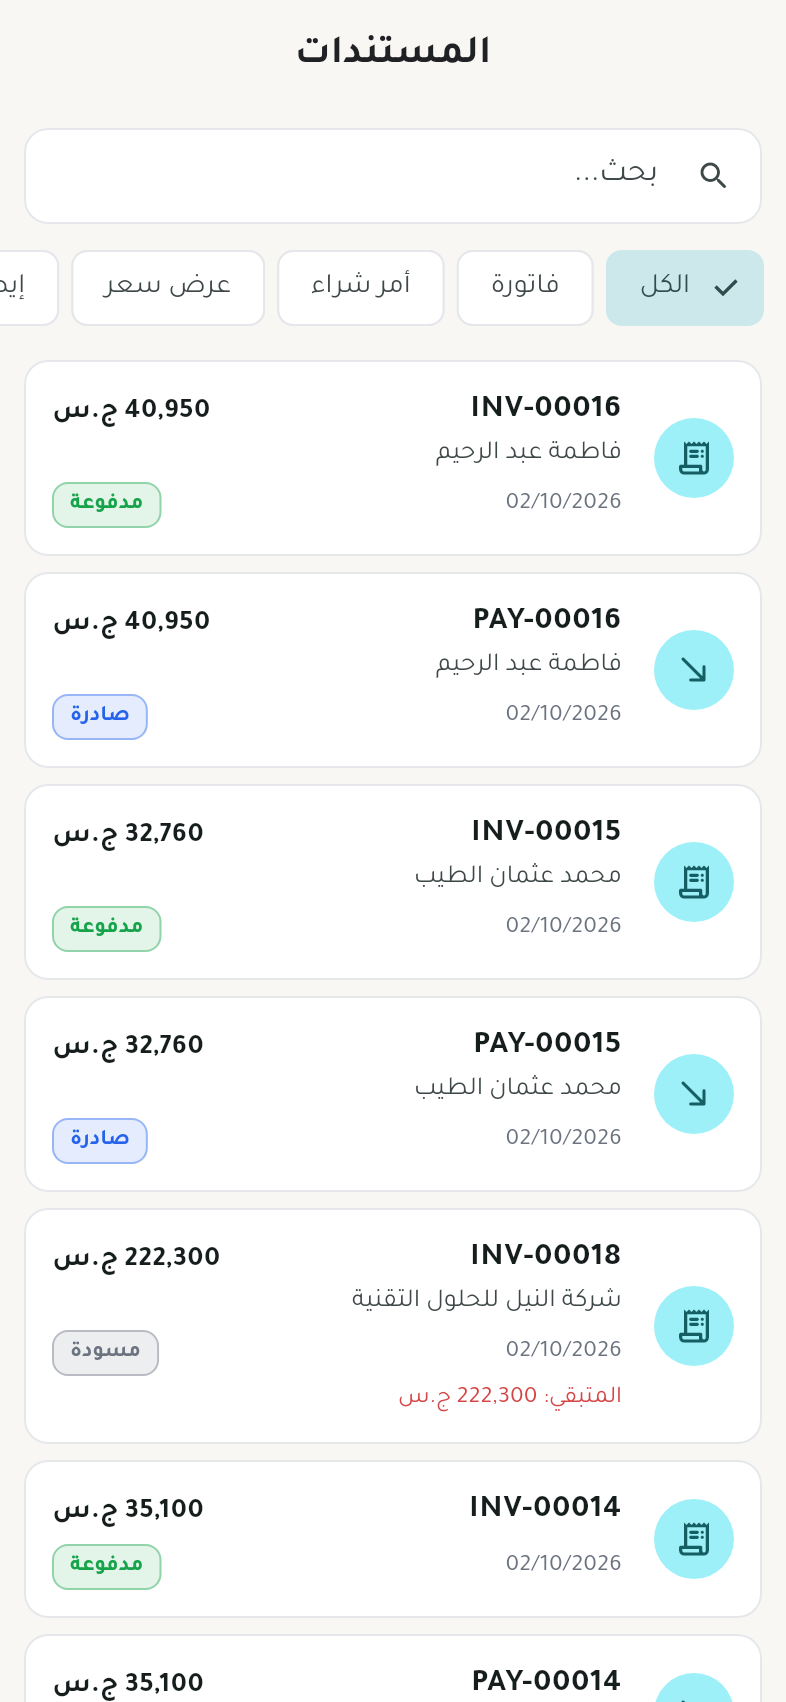 المستندات
بحث...
الكل
فاتورة
أمر شراء
عرض سعر
INV-00016
40,950 ج.س
فاطمة عبد الرحيم
02/10/2026
مدفوعة
PAY-00016
40,950 ج.س
فاطمة عبد الرحيم
02/10/2026
صادرة
INV-00015
32,760 ج.س
محمد عثمان الطيب
02/10/2026
مدفوعة
PAY-00015
32,760 ج.س
محمد عثمان الطيب
02/10/2026
صادرة
INV-00018
222,300 ج.س
شركة النيل للحلول التقنية
02/10/2026
مسودة
المتبقي: 222,300 ج.س
INV-00014
35,100 ج.س
02/10/2026
مدفوعة
PAY-00014
35,100 ج.س